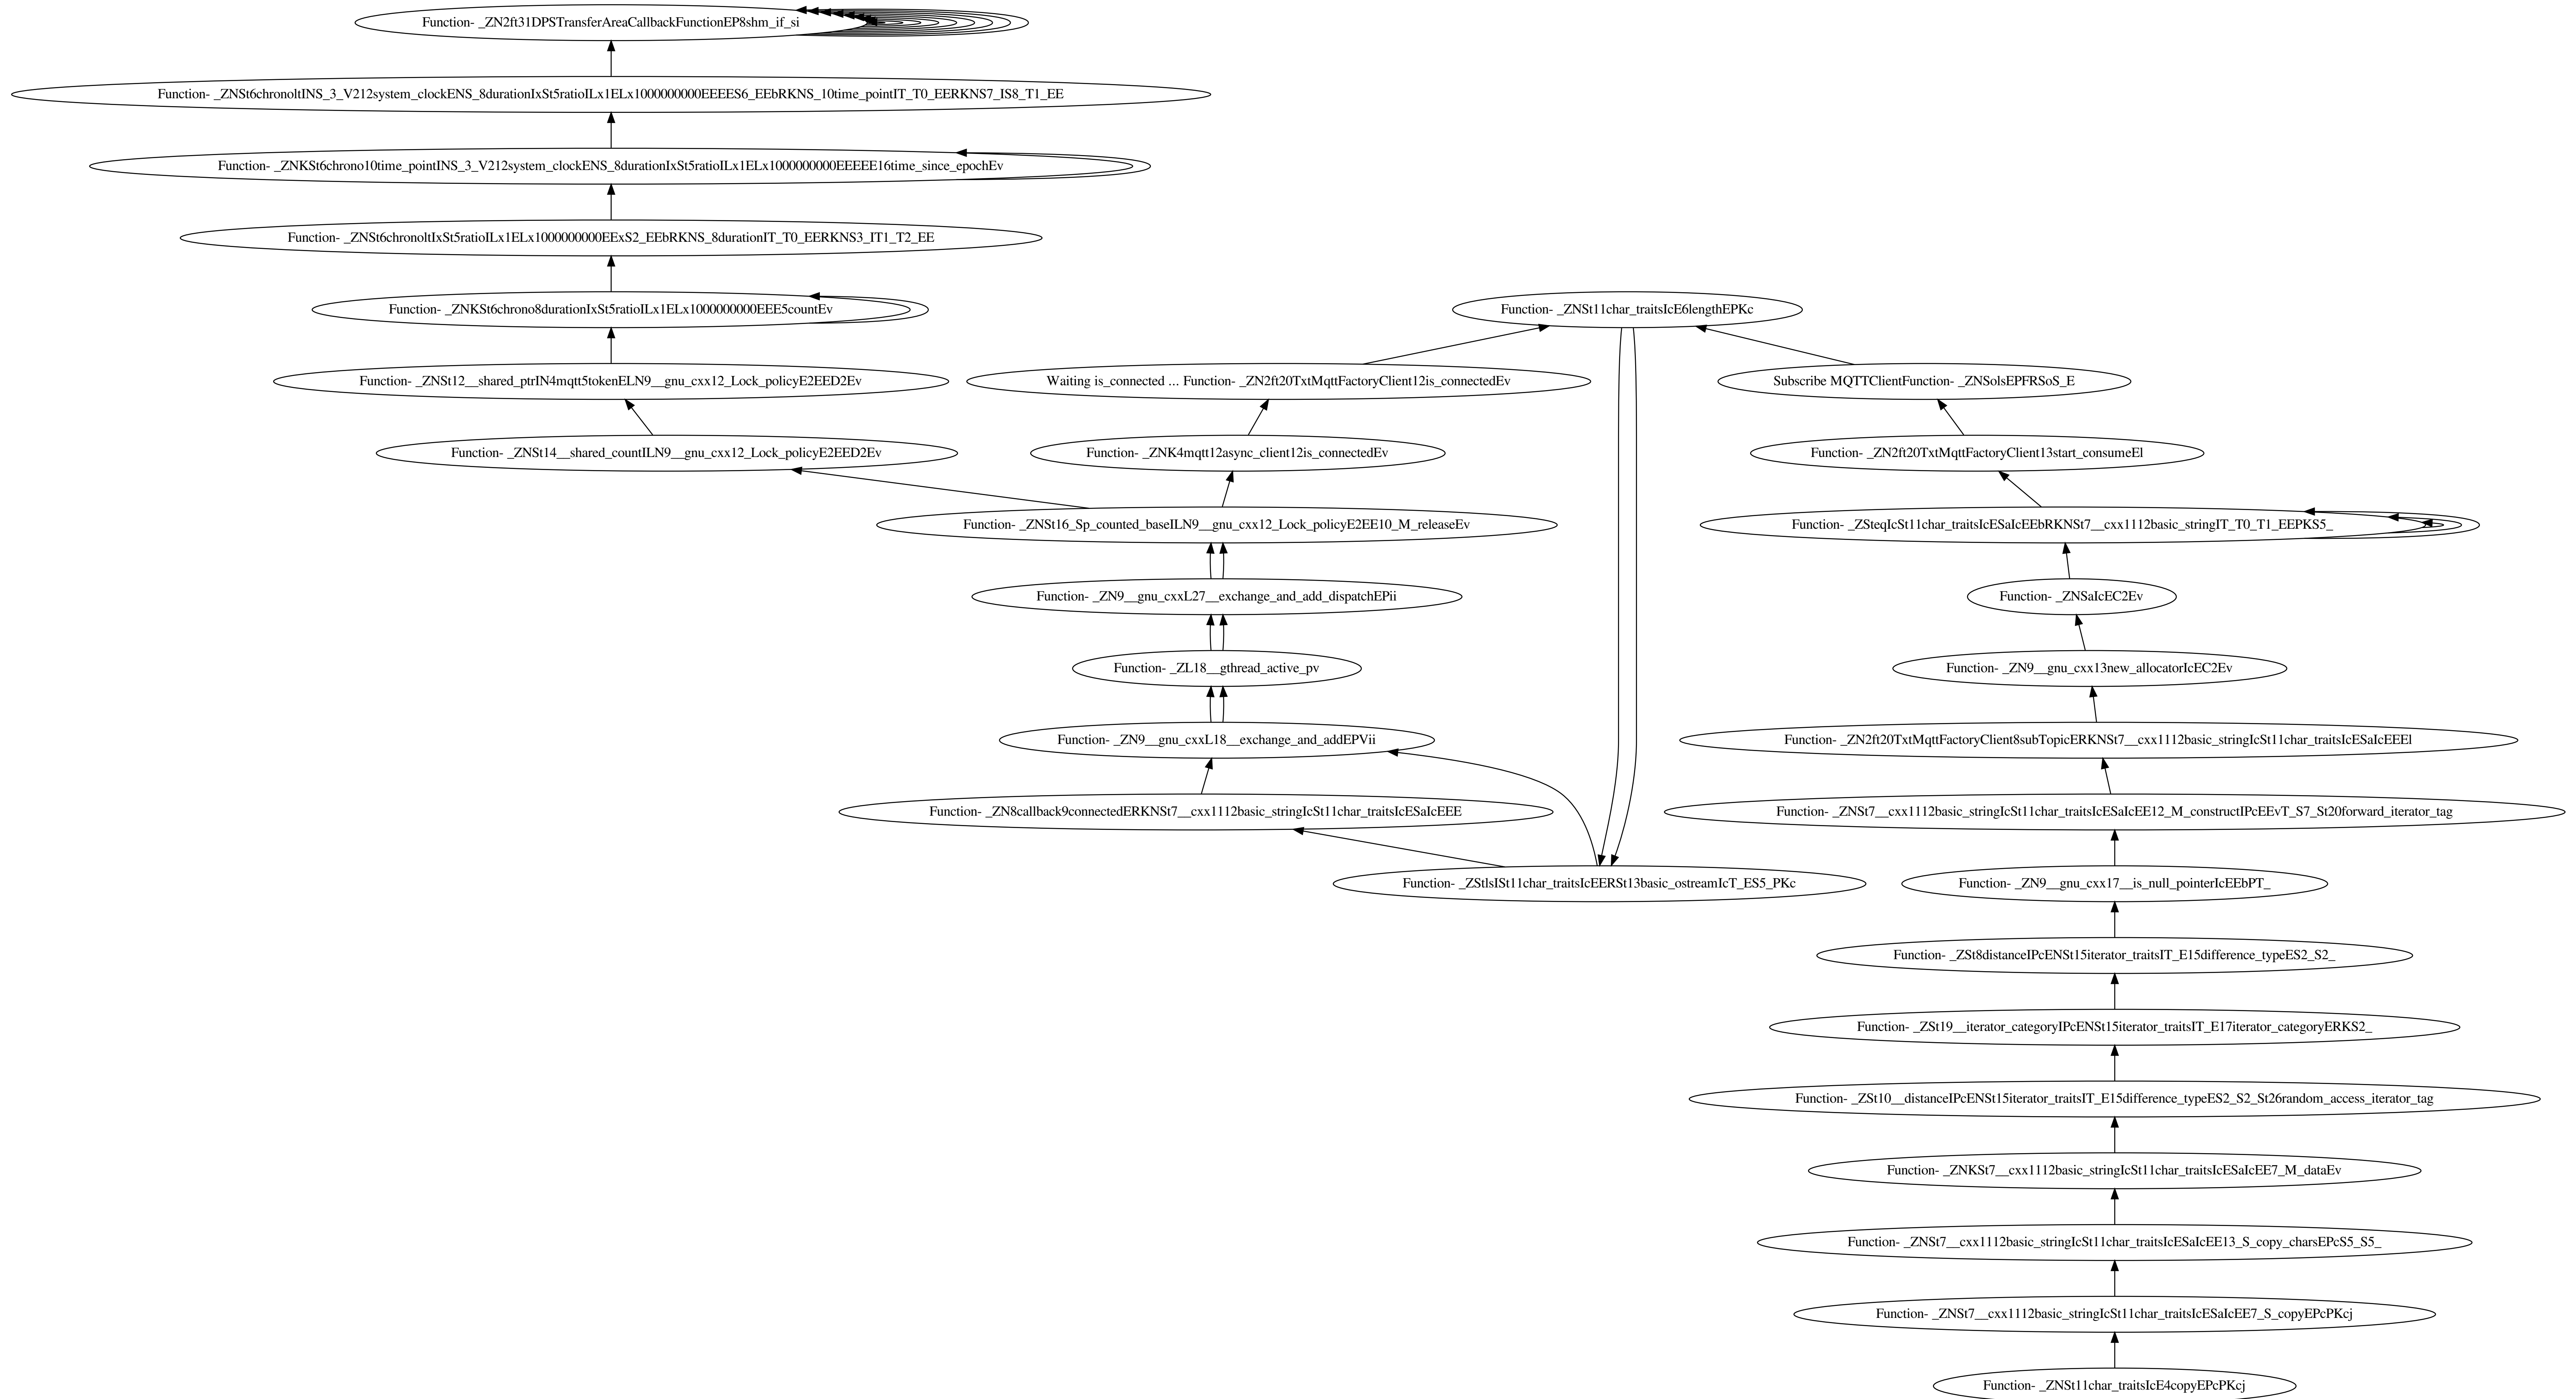 Function- _ZN2ft31DPSTransferAreaCallbackFunctionEP8shm_if_si
Function- _ZNSt6chronoltINS_3_V212system_clockENS_8durationIxSt5ratioILx1ELx1000000000EEEES6_EEbRKNS_10time_pointIT_T0_EERKNS7_IS8_T1_EE
Function- _ZNKSt6chrono10time_pointINS_3_V212system_clockENS_8durationIxSt5ratioILx1ELx1000000000EEEEE16time_since_epochEv
Function- _ZNSt6chronoltIxSt5ratioILx1ELx1000000000EExS2_EEbRKNS_8durationIT_T0_EERKNS3_IT1_T2_EE
Function- _ZNKSt6chrono8durationIxSt5ratioILx1ELx1000000000EEE5countEv
Function- _ZNSt11char_traitsIcE6lengthEPKc
Function- _ZNSt12__shared_ptrIN4mqtt5tokenELN9__gnu_cxx12_Lock_policyE2EED2Ev
Waiting is_connected ... Function- _ZN2ft20TxtMqttFactoryClient12is_connectedEv
Subscribe MQTTClientFunction- _ZNSolsEPFRSoS_E
Function- _ZNSt14__shared_countILN9__gnu_cxx12_Lock_policyE2EED2Ev
Function- _ZNK4mqtt12async_client12is_connectedEv
Function- _ZN2ft20TxtMqttFactoryClient13start_consumeEl
Function- _ZNSt16_Sp_counted_baseILN9__gnu_cxx12_Lock_policyE2EE10_M_releaseEv
Function- _ZSteqIcSt11char_traitsIcESaIcEEbRKNSt7__cxx1112basic_stringIT_T0_T1_EEPKS5_
Function- _ZN9__gnu_cxxL27__exchange_and_add_dispatchEPii
Function- _ZNSaIcEC2Ev
Function- _ZL18__gthread_active_pv
Function- _ZN9__gnu_cxx13new_allocatorIcEC2Ev
Function- _ZN9__gnu_cxxL18__exchange_and_addEPVii
Function- _ZN2ft20TxtMqttFactoryClient8subTopicERKNSt7__cxx1112basic_stringIcSt11char_traitsIcESaIcEEEl
Function- _ZN8callback9connectedERKNSt7__cxx1112basic_stringIcSt11char_traitsIcESaIcEEE
Function- _ZNSt7__cxx1112basic_stringIcSt11char_traitsIcESaIcEE12_M_constructIPcEEvT_S7_St20forward_iterator_tag
Function- _ZStlsISt11char_traitsIcEERSt13basic_ostreamIcT_ES5_PKc
Function- _ZN9__gnu_cxx17__is_null_pointerIcEEbPT_
Function- _ZSt8distanceIPcENSt15iterator_traitsIT_E15difference_typeES2_S2_
Function- _ZSt19__iterator_categoryIPcENSt15iterator_traitsIT_E17iterator_categoryERKS2_
Function- _ZSt10__distanceIPcENSt15iterator_traitsIT_E15difference_typeES2_S2_St26random_access_iterator_tag
Function- _ZNKSt7__cxx1112basic_stringIcSt11char_traitsIcESaIcEE7_M_dataEv
Function- _ZNSt7__cxx1112basic_stringIcSt11char_traitsIcESaIcEE13_S_copy_charsEPcS5_S5_
Function- _ZNSt7__cxx1112basic_stringIcSt11char_traitsIcESaIcEE7_S_copyEPcPKcj
Function- _ZNSt11char_traitsIcE4copyEPcPKcj